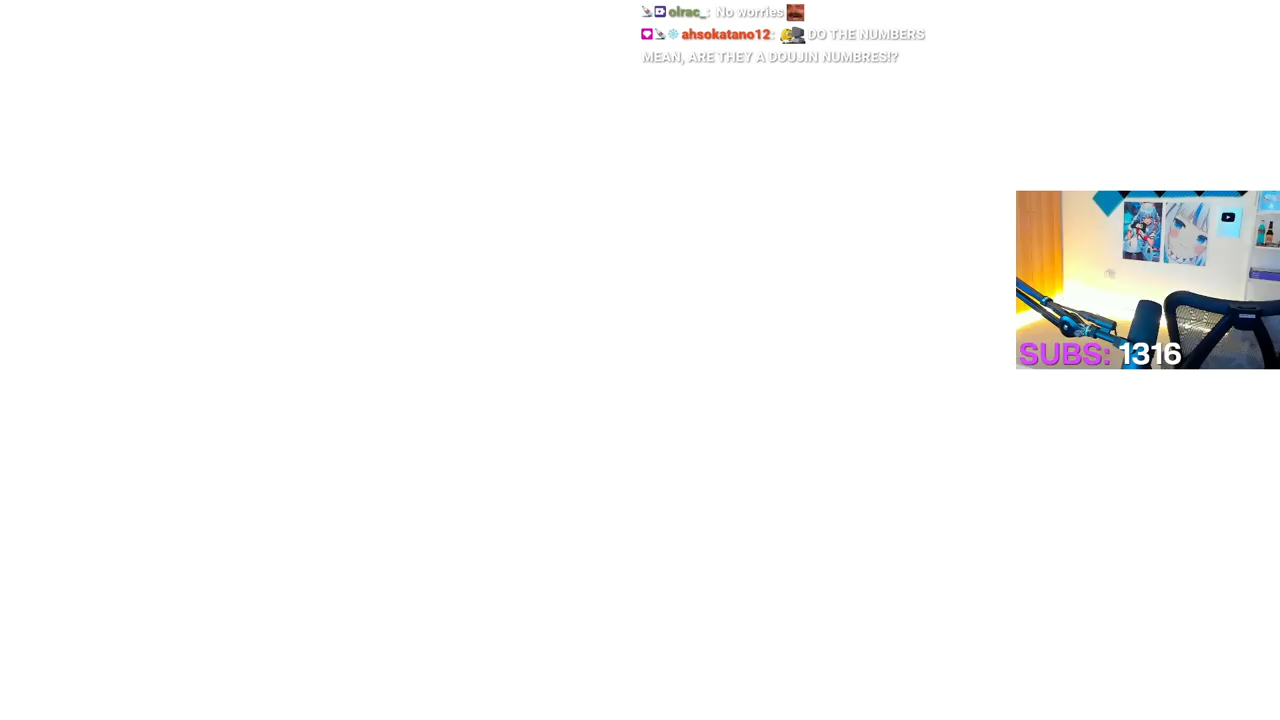 olrac_: No worries
ahsokatano12: DO THE NUMBERS
MEAN, ARE THEY A DOUJIN NUMBRES!?
SUBS: 1316